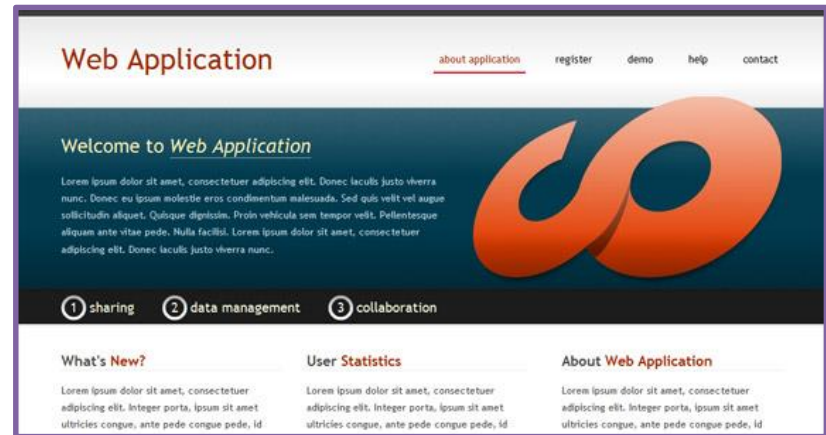 Web Application
about application register demo help contact
Welcome to Web Application
Lorem ipsum dolor sit amet, consectetuer adipiscing elit. Donec iaculis justo viverra
nunc. Donec eu ipsum molestie eros condimentum malesuada. Sed quis velit vel augue
sollicitudin aliquet. Quisque dignissim. Proin vehicula sem tempor velit. Pellentesque
aliquam ante vitae pede. Nulla facilisi. Lorem ipsum dolor sit amet, consectetuer
adipiscing elit. Donec iaculis justo viverra nunc.
1 sharing 2 data management 3 collaboration
What's New?
Lorem ipsum dolor sit amet, consectetuer
adipiscing elit. Integer porta, ipsum sit amet
ultricies congue, ante pede congue pede, id
User Statistics
Lorem ipsum dolor sit amet, consectetuer
adipiscing elit. Integer porta, ipsum sit amet
ultricies congue, ante pede congue pede, id
About Web Application
Lorem ipsum dolor sit amet, consectetuer
adipiscing elit. Integer porta, ipsum sit amet
ultricies congue, ante pede congue pede, id